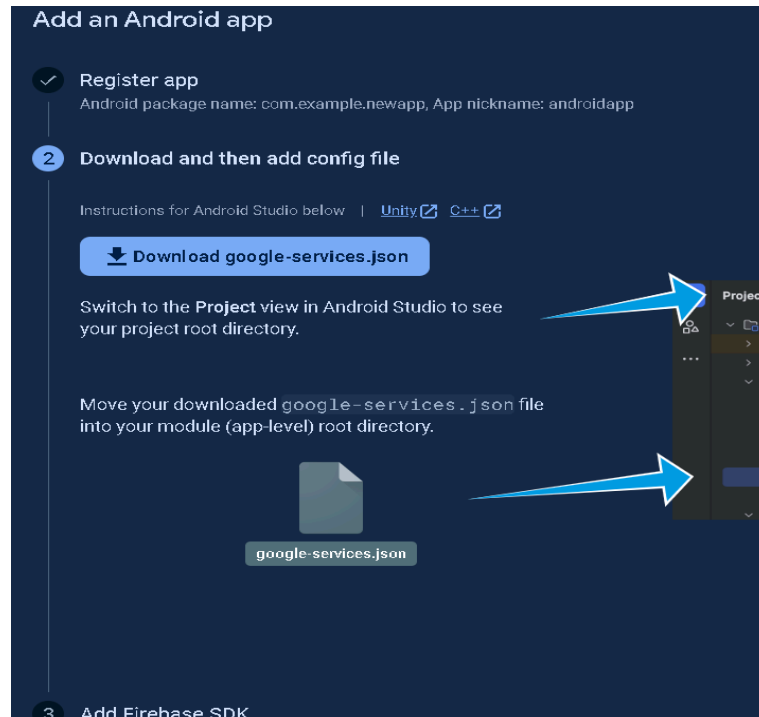 Add an Android app
Register app
Android package name: com.example.newapp, App nickname: androidapp
2 Download and then add config file
Instructions for Android Studio below | Unity C++
Download google-services.json
Switch to the Project view in Android Studio to see
your project root directory.
Move your downloaded google-services.json file
into your module (app-level) root directory.
google-services.json
3 Add Firebase SDK